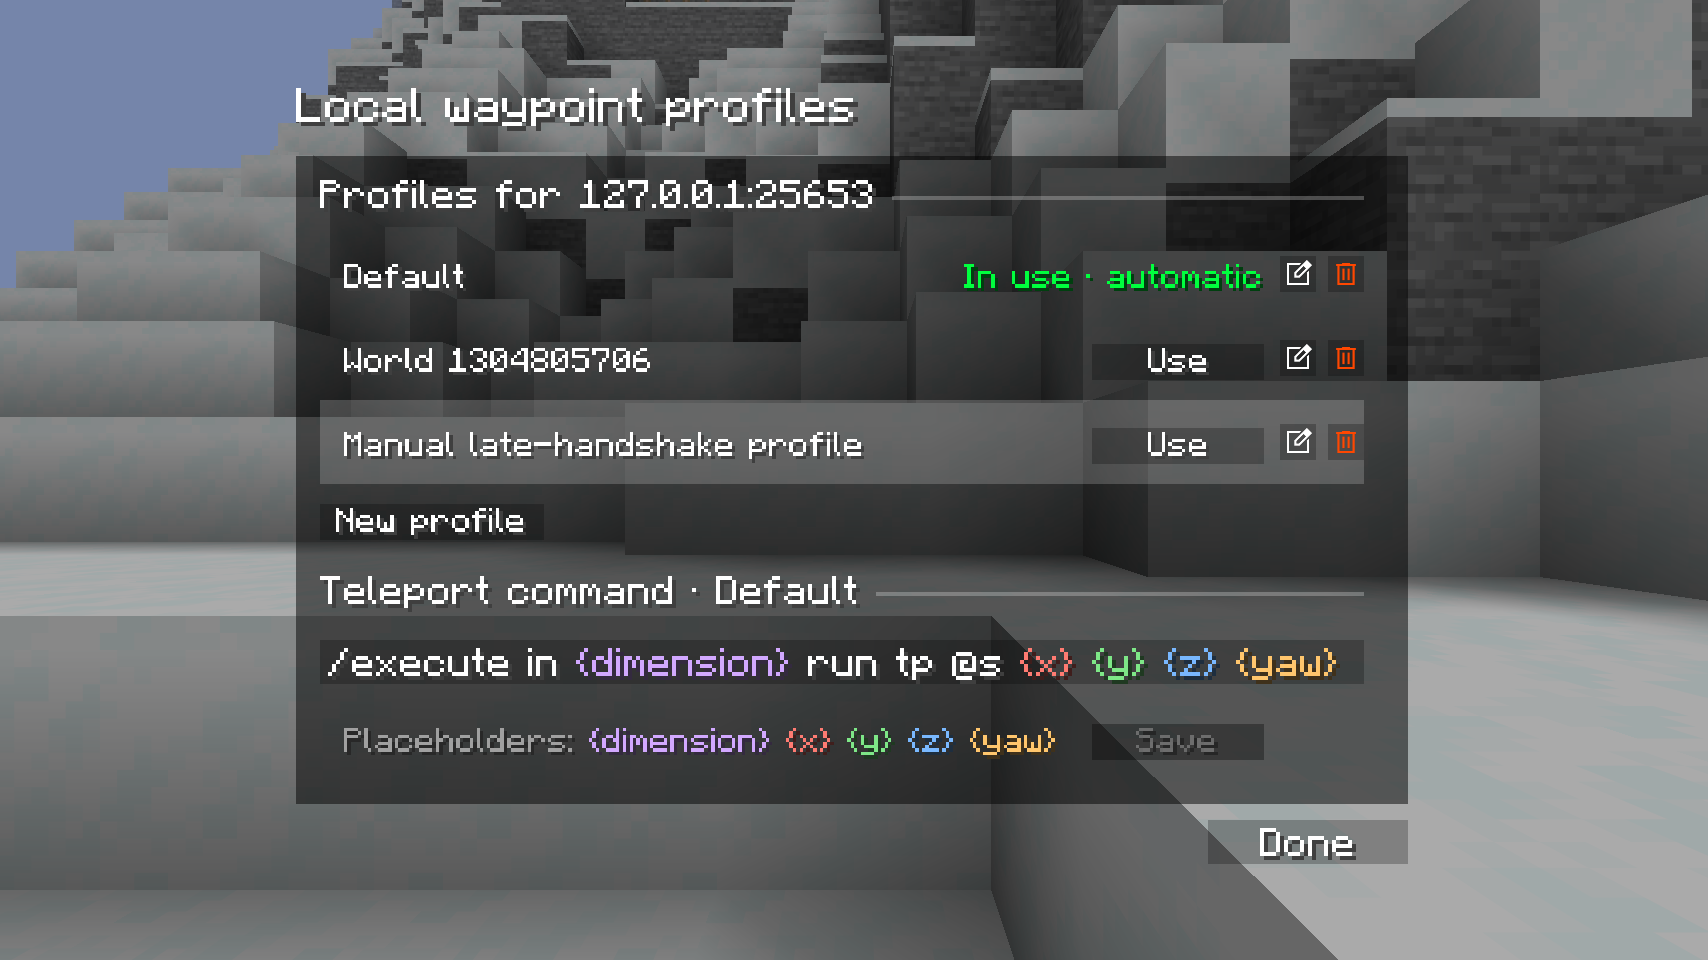 Local waypoint profiles
Profiles for 127.0.0.1:25653
Default In use · automatic
World 1304805706 Use
Manual late-handshake profile Use
New profile
Teleport command · Default
/execute in {dimension} run tp @s {x} {y} {z} {yaw}
Placeholders: {dimension} {x} {y} {z} {yaw} Save
Done